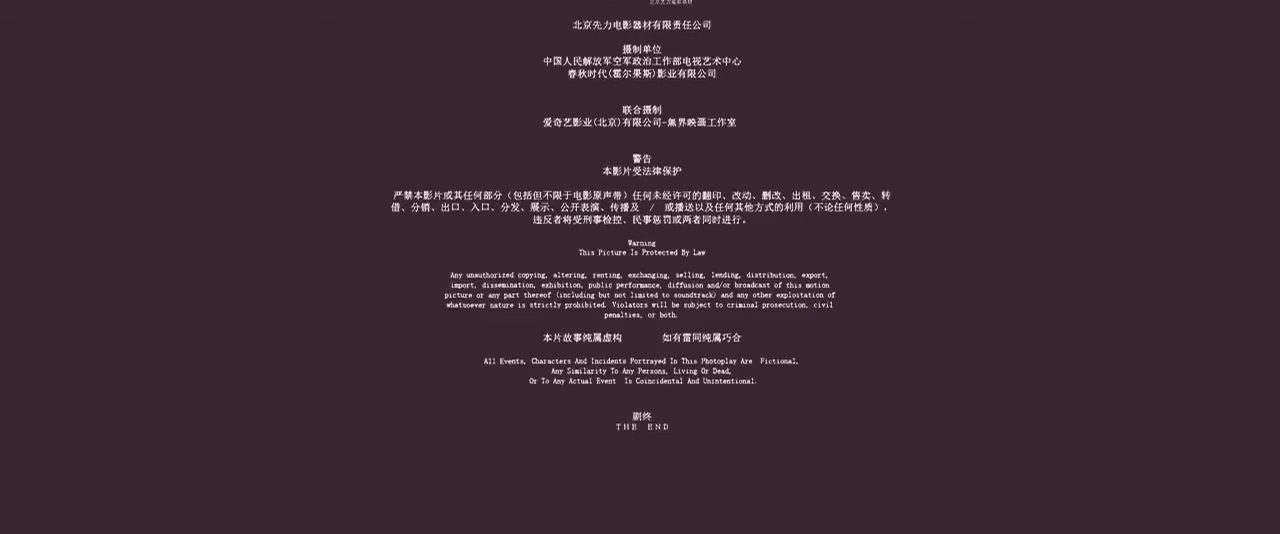 北京先力电影器材有限责任公司
摄制单位
中国人民解放军空军政治工作部电视艺术中心
春秋时代(霍尔果斯)影业有限公司
联合摄制
爱奇艺影业(北京)有限公司-無界映画工作室
警告
本影片受法律保护
严禁本影片或其任何部分（包括但不限于电影原声带）任何未经许可的翻印、改动、删改、出租、交换、售卖、转
借、分销、出口、入口、分发、展示、公开表演、传播及 / 或播送以及任何其他方式的利用（不论任何性质），
违反者将受刑事检控、民事惩罚或两者同时进行。
Warning
This Picture Is Protected By Law
Any unauthorized copying, altering, renting, exchanging, selling, lending, distribution, export,
import, dissemination, exhibition, public performance, diffusion and/or broadcast of this motion
picture or any part thereof (including but not limited to soundtrack) and any other exploitation of
whatsoever nature is strictly prohibited. Violators will be subject to criminal prosecution, civil
penalties, or both.
本片故事纯属虚构 如有雷同纯属巧合
All Events, Characters And Incidents Portrayed In This Photoplay Are Fictional,
Any Similarity To Any Persons, Living Or Dead,
Or To Any Actual Event Is Coincidental And Unintentional.
剧终
THE END